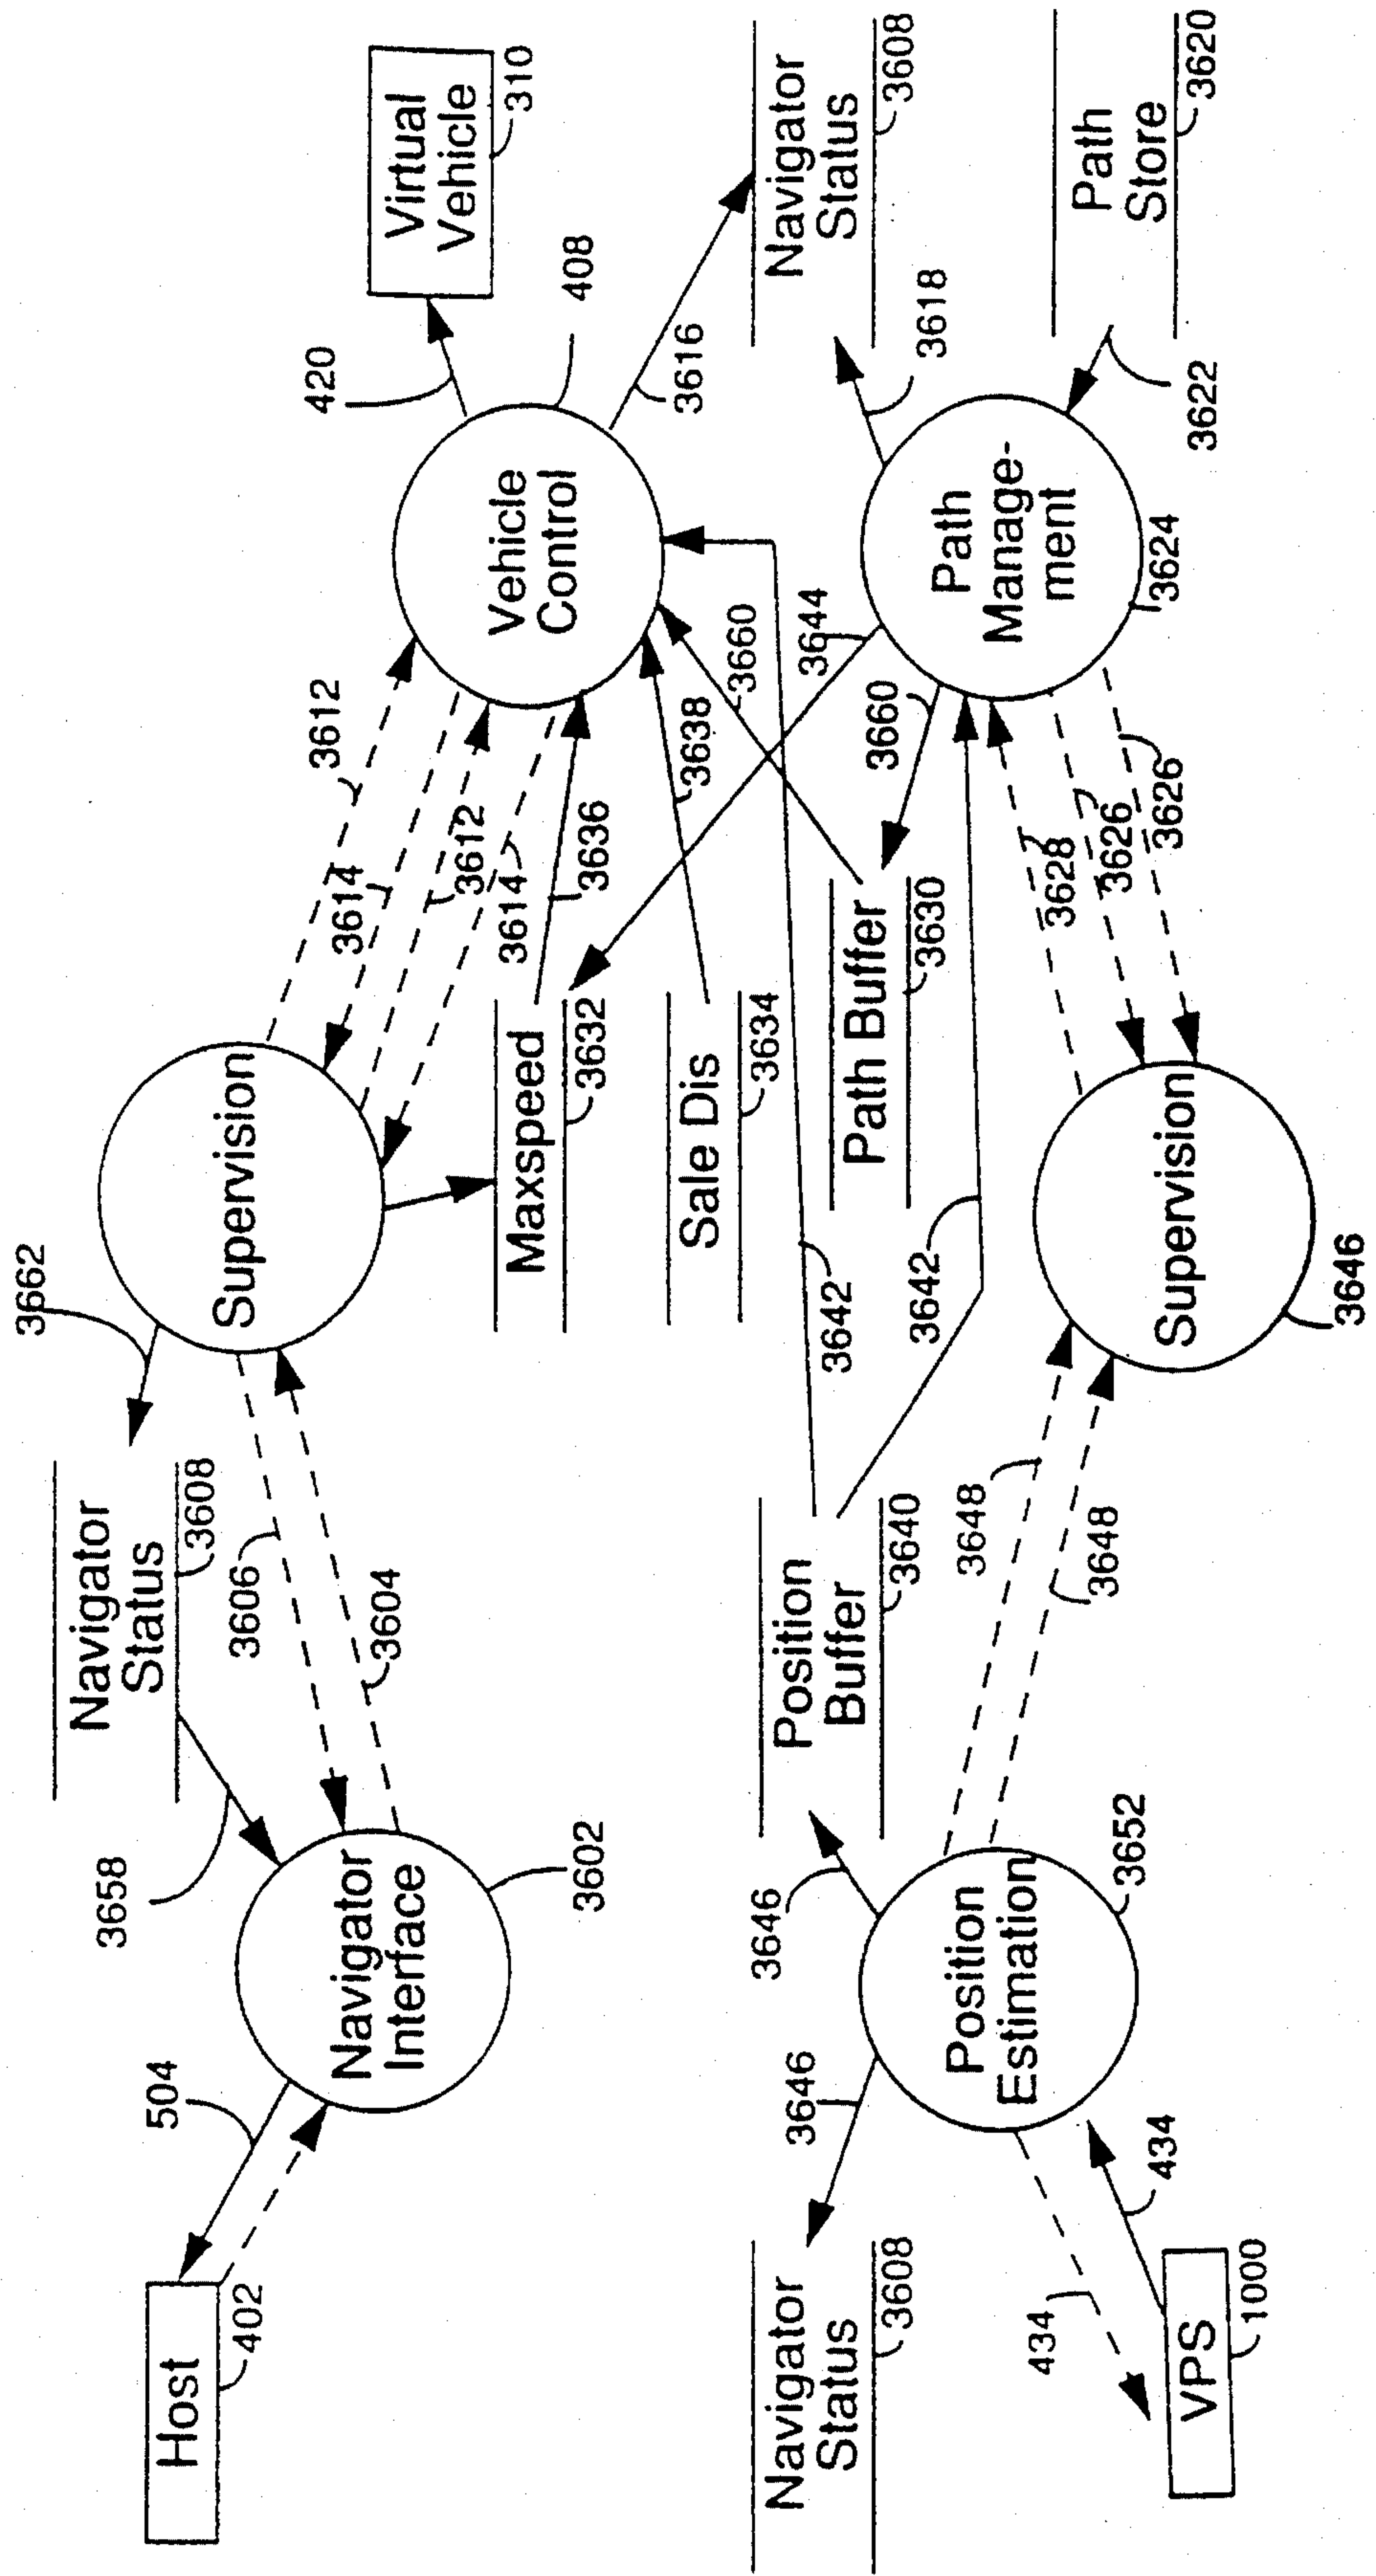 Host
402
504
Navigator
Interface
3602
3658
Navigator
Status
3608
3606
3604
3662
Supervision
3612
3614
3612
3614
Maxspeed
3632
3636
Sale Dis
3634
3638
Vehicle
Control
408
420
Virtual
Vehicle
310
3616
Navigator
Status
3608
3618
Path
Store
3620
3622
Path
Manage-
ment
3624
3644
3660
3660
Path Buffer
3630
3642
3642
3628
3626
3626
Supervision
3646
3648
3648
Position
Buffer
3640
3646
3646
Position
Estimation
3652
Navigator
Status
3608
434
434
VPS
1000